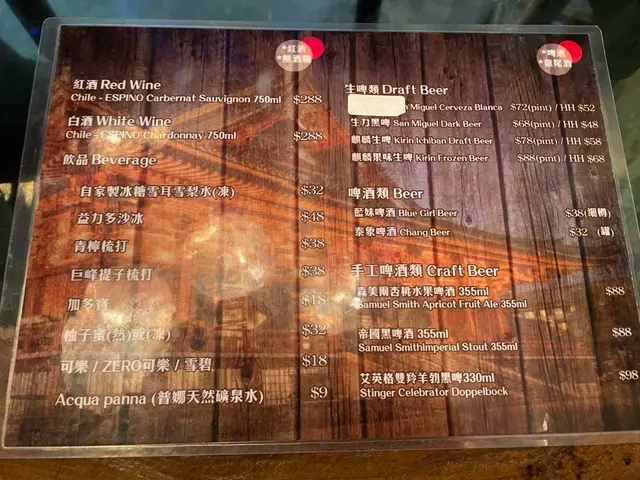 *紅酒
*無酒精
紅酒 Red Wine
Chile - ESPINO Carbernat Sauvignon 750ml $288
白酒 White Wine
Chile - ESPINO Chardonnay 750ml $288
飲品 Beverage
自家製冰糖雪耳雪梨水(凍) $32
益力多沙冰 $48
青檸梳打 $38
巨峰提子梳打 $38
加多寶 $18
柚子蜜(熱)或(凍) $32
可樂 / ZERO可樂 / 雪碧 $18
Acqua panna (普娜天然礦泉水) $9
*啤酒
*雞尾酒
生啤類 Draft Beer
Miguel Cerveza Blanca $72(pint) / HH $52
生力黑啤 San Miguel Dark Beer $68(pint) / HH $48
麒麟生啤 Kirin Ichiban Draft Beer $78(pint) / HH $58
麒麟果味生啤 Kirin Frozen Beer $88(pint) / HH $68
啤酒類 Beer
藍妹啤酒 Blue Girl Beer $38(細樽)
泰象啤酒 Chang Beer $32 (罐)
手工啤酒類 Craft Beer
森美爾杏桃水果啤酒 355ml $88
Samuel Smith Apricot Fruit Ale 355ml
帝國黑啤酒 355ml $88
Samuel Smithimperial Stout 355ml
艾英格雙羚羊勃黑啤330ml $98
Stinger Celebrator Doppelbock